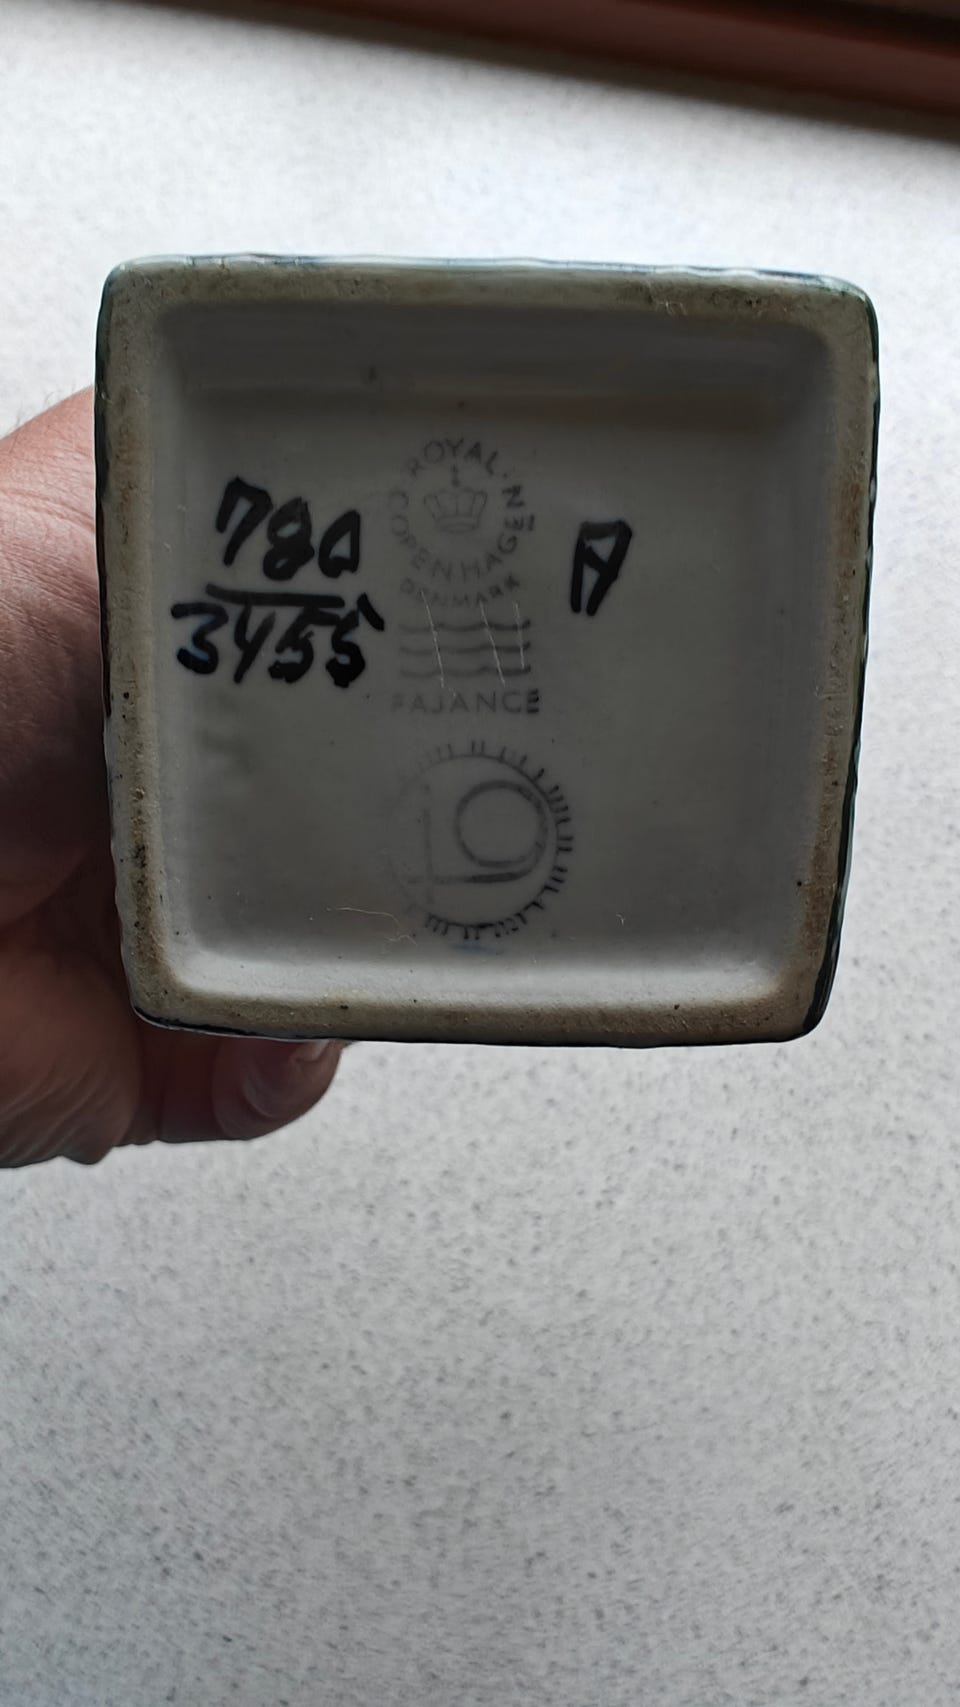 ROYAL COPENHAGEN
DENMARK
FAJANCE
780
3455